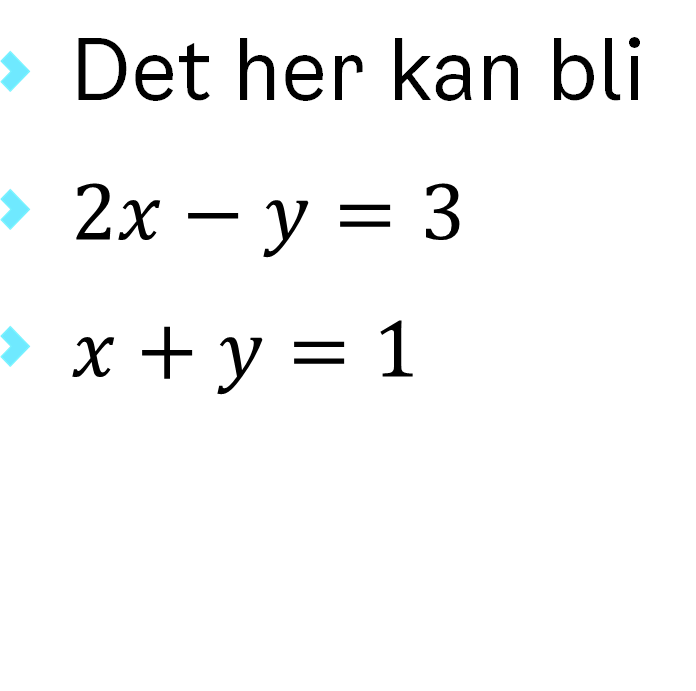 Det her kan bli
2x − y = 3
x + y = 1